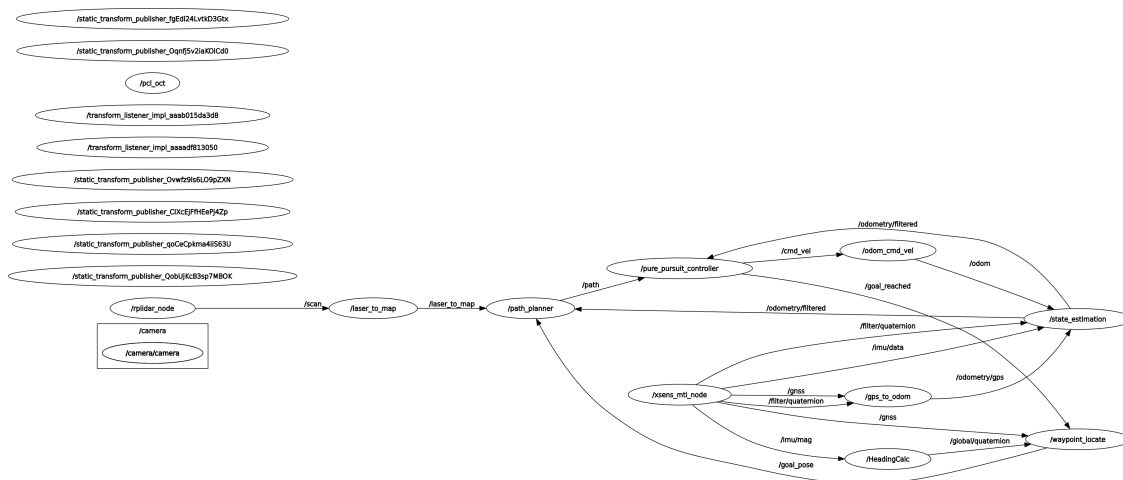 /static_transform_publisher_fgEdl24LvtkD3Gtx
/static_transform_publisher_Oqnfj5v2iaKOiCd0
/pcl_oct
/transform_listener_impl_aaab015da3d8
/transform_listener_impl_aaaadf813050
/static_transform_publisher_Ovwfz9ls6LO9pZXN
/static_transform_publisher_ClXcEjFfHEePj4Zp
/static_transform_publisher_qoCeCpkma4iiS63U
/static_transform_publisher_QobUjKcB3sp7MBOK
/rplidar_node
/scan
/laser_to_map
/laser_to_map
/path_planner
/camera
/camera/camera
/path
/pure_pursuit_controller
/cmd_vel
/odom_cmd_vel
/odometry/filtered
/odom
/goal_reached
/odometry/filtered
/state_estimation
/filter/quaternion
/imu/data
/xsens_mti_node
/gnss
/filter/quaternion
/gps_to_odom
/odometry/gps
/gnss
/imu/mag
/HeadingCalc
/global/quaternion
/waypoint_locate
/goal_pose